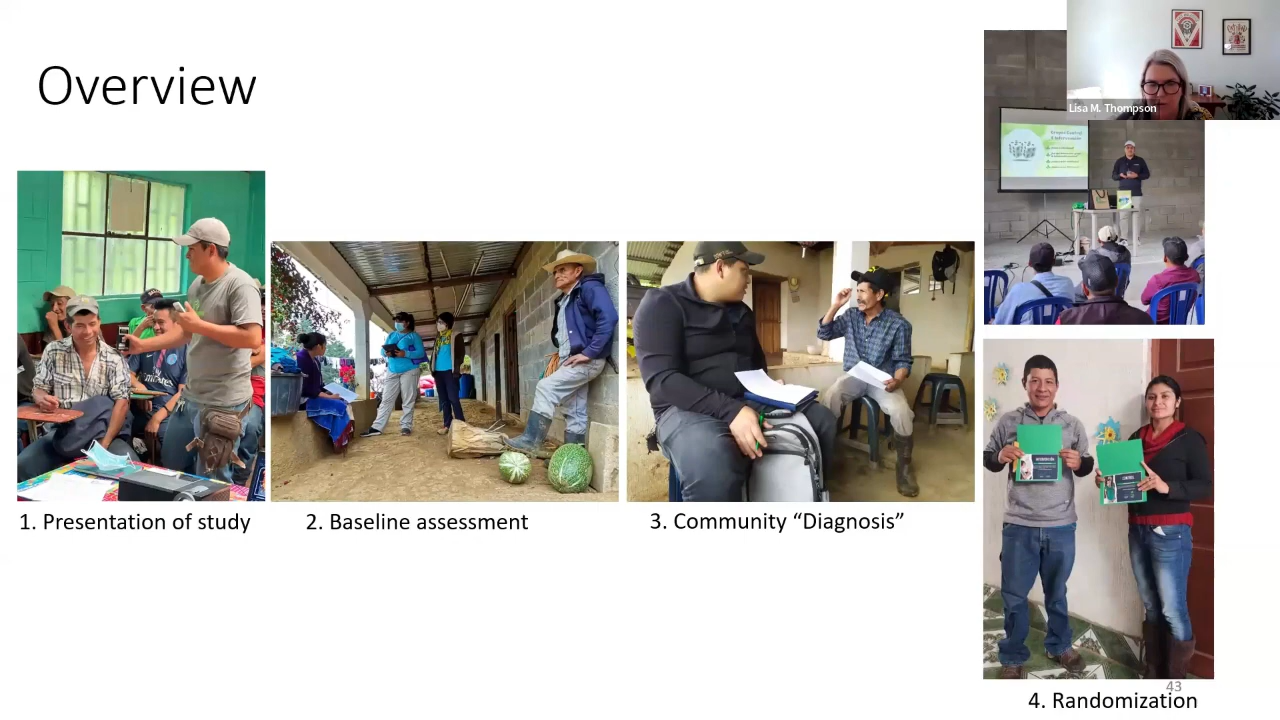 Overview
Lisa M. Thompson
1. Presentation of study
2. Baseline assessment
3. Community “Diagnosis”
43
4. Randomization